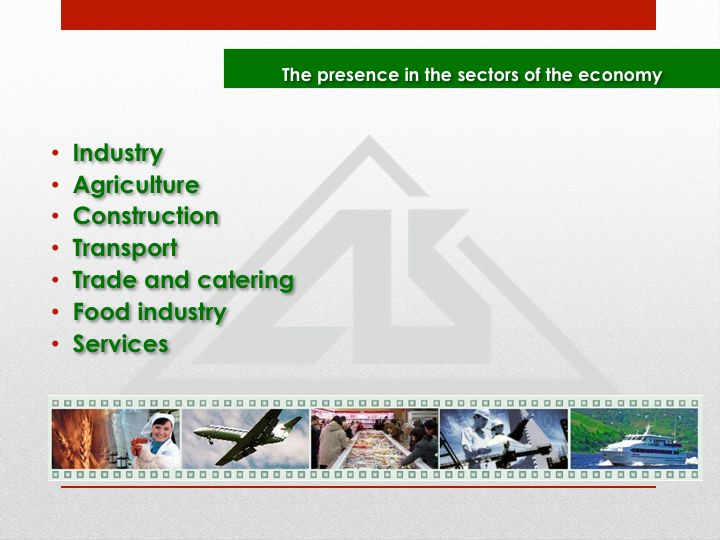 The presence in the sectors of the economy
• Industry
• Agriculture
• Construction
• Transport
• Trade and catering
• Food industry
• Services